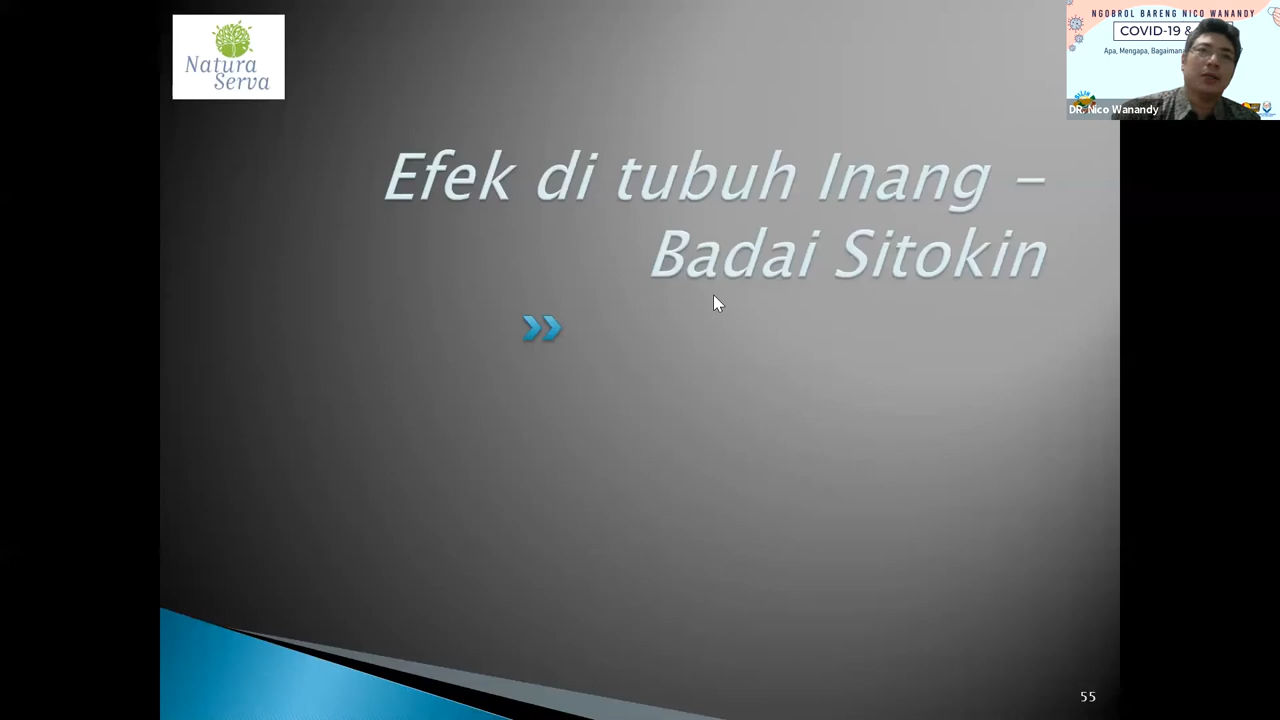 Natura
Serva
NGOBROL BARENG NICO WANANDY
COVID-19 &
Apa, Mengapa, Bagaimana
DR. Nico Wanandy
Efek di tubuh Inang –
Badai Sitokin
55